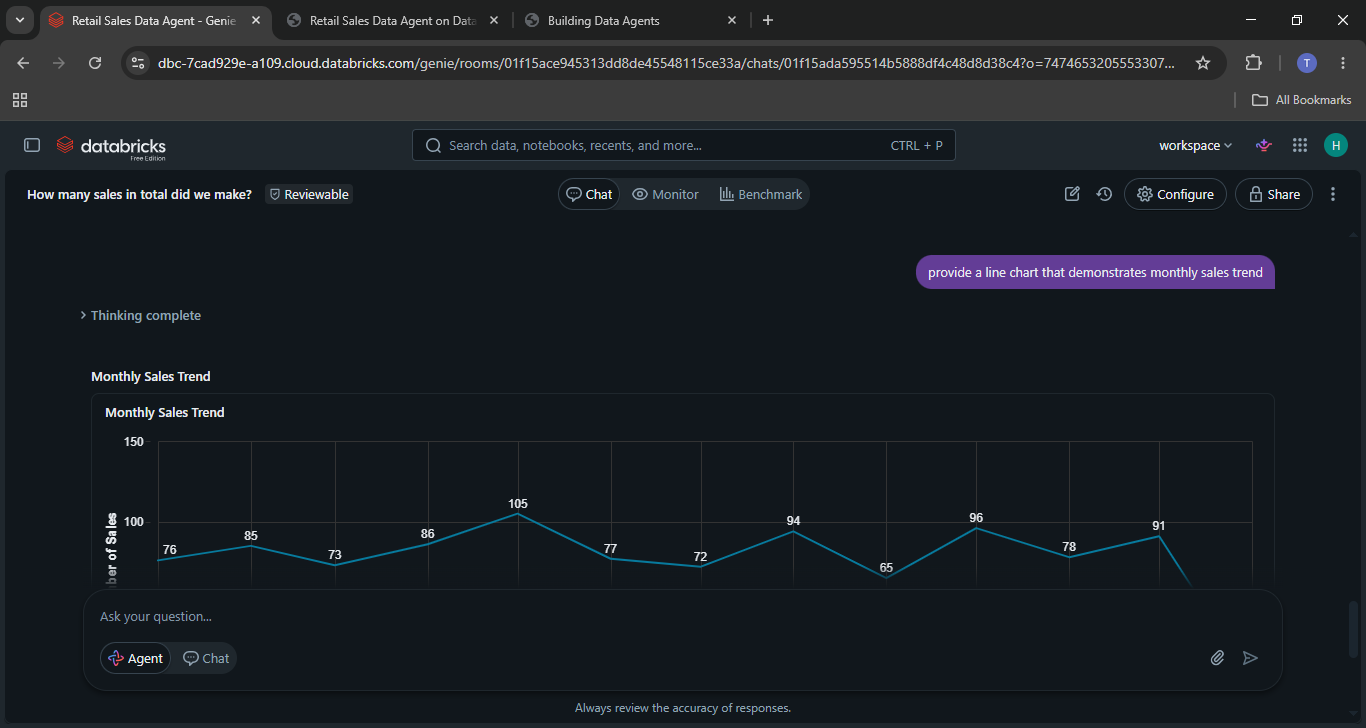 Retail Sales Data Agent - Genie
Retail Sales Data Agent on Data
Building Data Agents
dbc-7cad929e-a109.cloud.databricks.com/genie/rooms/01f15ace945313dd8de45548115ce33a/chats/01f15ada595514b5888df4c48d8d38c4?o=7474653205553307...
T
All Bookmarks
databricks
Free Edition
Search data, notebooks, recents, and more...
CTRL + P
workspace
H
How many sales in total did we make?
Reviewable
Chat
Monitor
Benchmark
Configure
Share
provide a line chart that demonstrates monthly sales trend
Thinking complete
Monthly Sales Trend
Monthly Sales Trend
150
100
ber of Sales
76
85
73
86
105
77
72
94
65
96
78
91
Ask your question...
Agent
Chat
Always review the accuracy of responses.